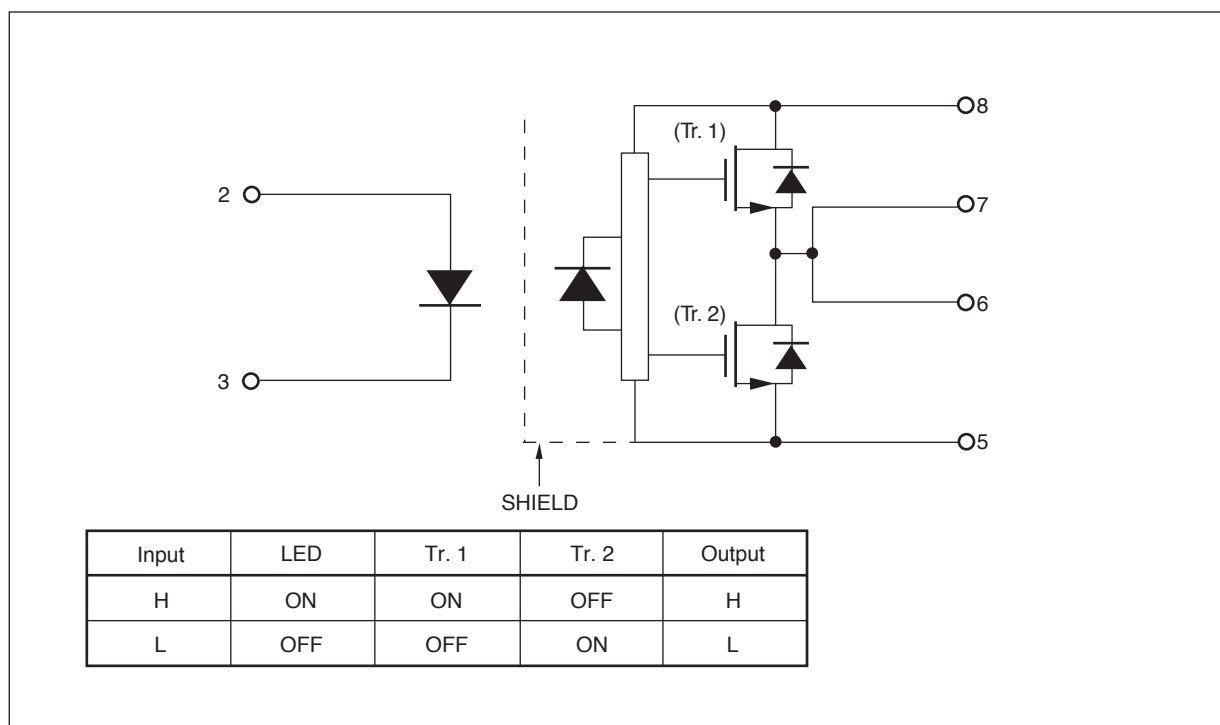 8
(Tr. 1)
2
7
6
(Tr. 2)
3
5
SHIELD
Input LED Tr. 1 Tr. 2 Output
H ON ON OFF H
L OFF OFF ON L